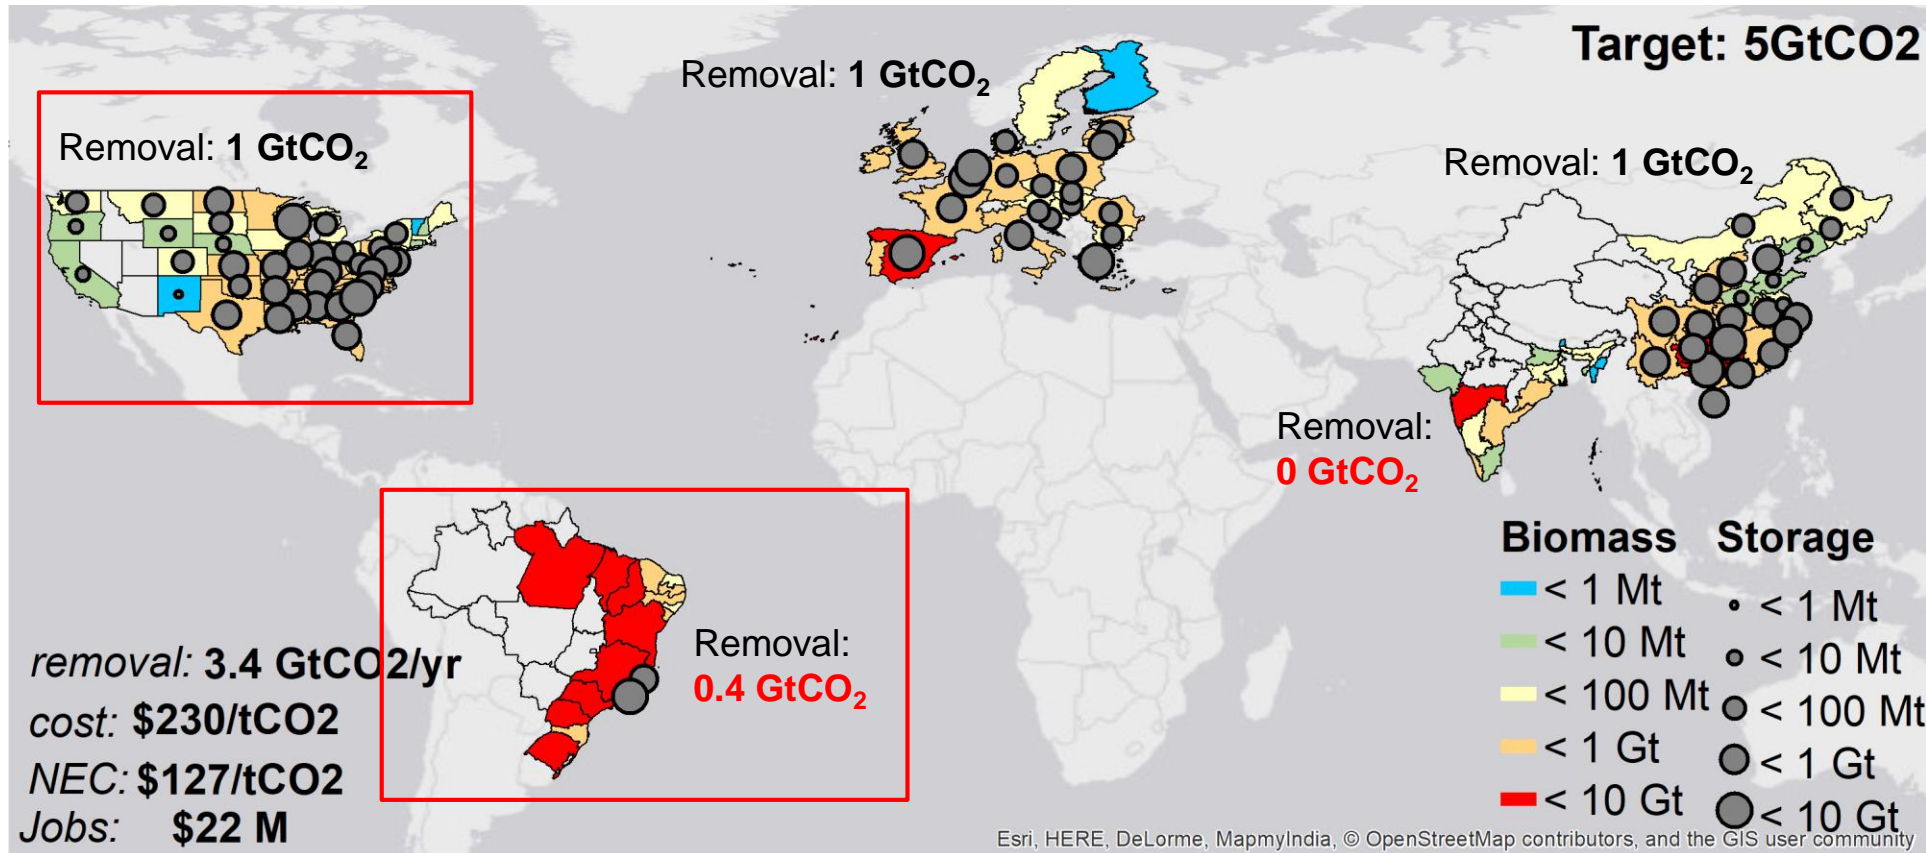 Target: 5GtCO2
Removal: 1 GtCO₂
Removal: 1 GtCO₂
Removal: 1 GtCO₂
Removal:
0 GtCO₂
Removal:
0.4 GtCO₂
removal: 3.4 GtCO2/yr
cost: $230/tCO2
NEC: $127/tCO2
Jobs: $22 M
Biomass
< 1 Mt
< 10 Mt
< 100 Mt
< 1 Gt
< 10 Gt
Storage
< 1 Mt
< 10 Mt
< 100 Mt
< 1 Gt
< 10 Gt
Esri, HERE, DeLorme, MapmyIndia, © OpenStreetMap contributors, and the GIS user community